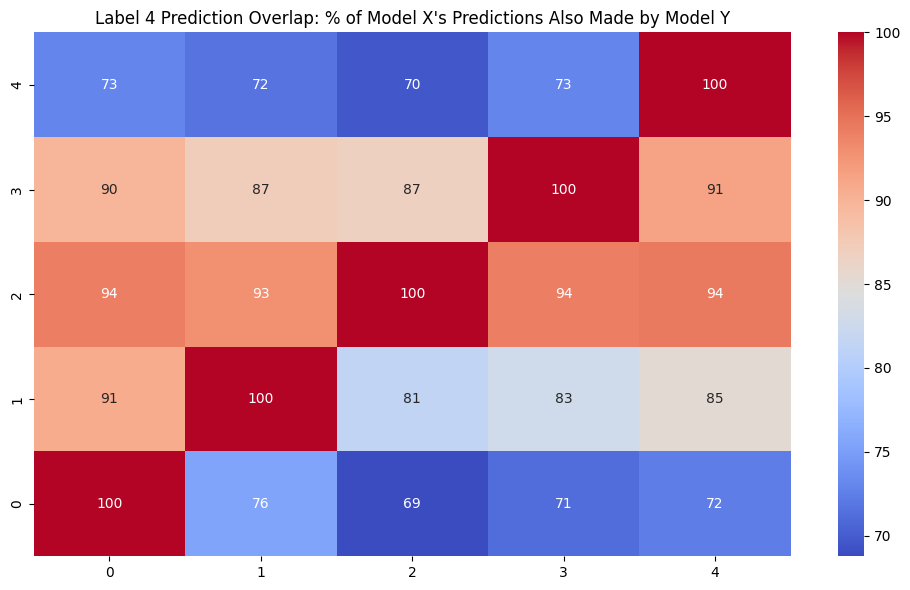 Label 4 Prediction Overlap: % of Model X's Predictions Also Made by Model Y
4 73 72 70 73 100
3 90 87 87 100 91
2 94 93 100 94 94
1 91 100 81 83 85
0 100 76 69 71 72
0 1 2 3 4
100
95
90
85
80
75
70